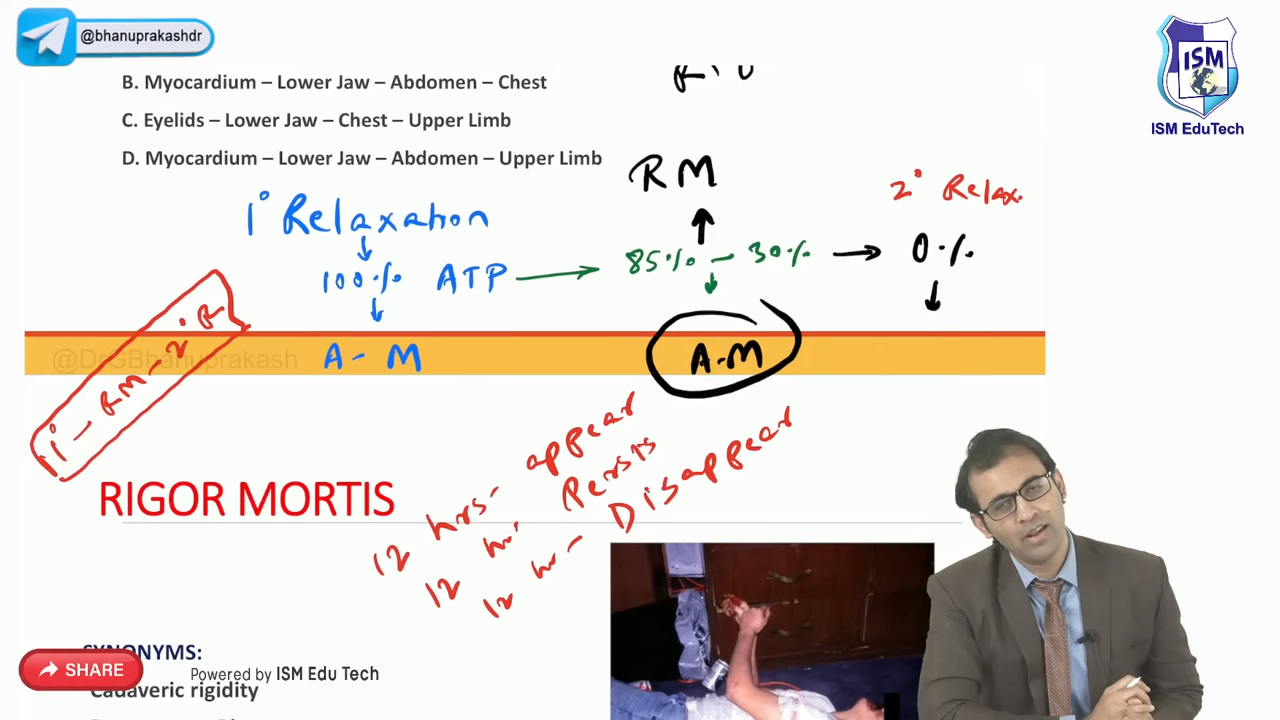 @bhanuprakashdr
ISM
ISM EduTech
B. Myocardium – Lower Jaw – Abdomen – Chest
C. Eyelids – Lower Jaw – Chest – Upper Limb
D. Myocardium – Lower Jaw – Abdomen – Upper Limb
RM
2° Relax.
1° Relaxation
100% ATP
85% – 30%
0%
A - M
A-M
@DrGBhanuprakash
1° – RM – 2° R
12 hrs- appear
12 hr. Persists
12 hr – Disappear
RIGOR MORTIS
SYNONYMS:
SHARE
Powered by ISM Edu Tech
Cadaveric rigidity